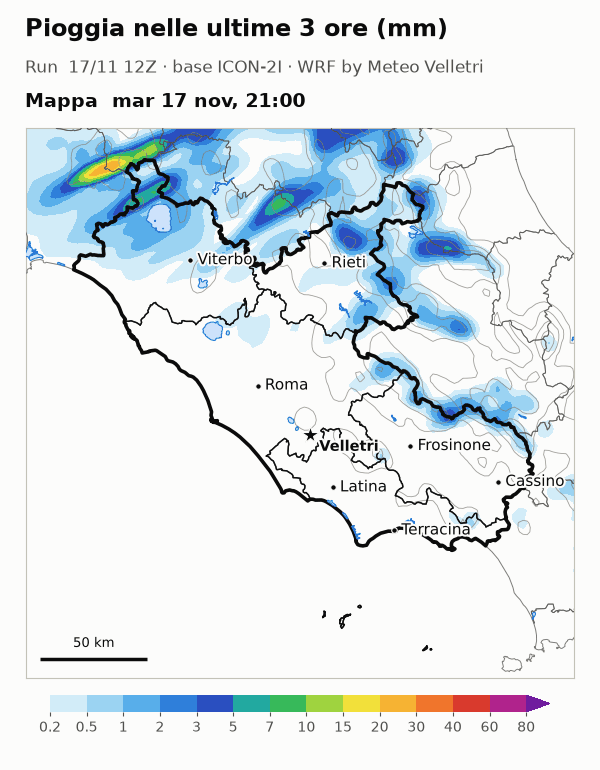 Pioggia nelle ultime 3 ore (mm)
Run 17/11 12Z · base ICON-2I · WRF by Meteo Velletri
Mappa mar 17 nov, 21:00
Viterbo
Rieti
Roma
Velletri
Frosinone
Latina
Cassino
Terracina
50 km
0.2 0.5 1 2 3 5 7 10 15 20 30 40 60 80